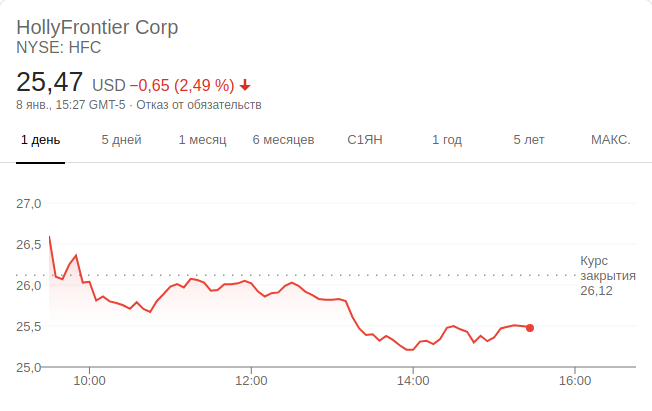 HollyFrontier Corp
NYSE: HFC
25,47 USD −0,65 (2,49 %)
8 янв., 15:27 GMT-5 · Отказ от обязательств
1 день 5 дней 1 месяц 6 месяцев С1ЯН 1 год 5 лет МАКС.
27,0
26,5
Курс
закрытия
26,12
26,0
25,5
25,0
10:00 12:00 14:00 16:00